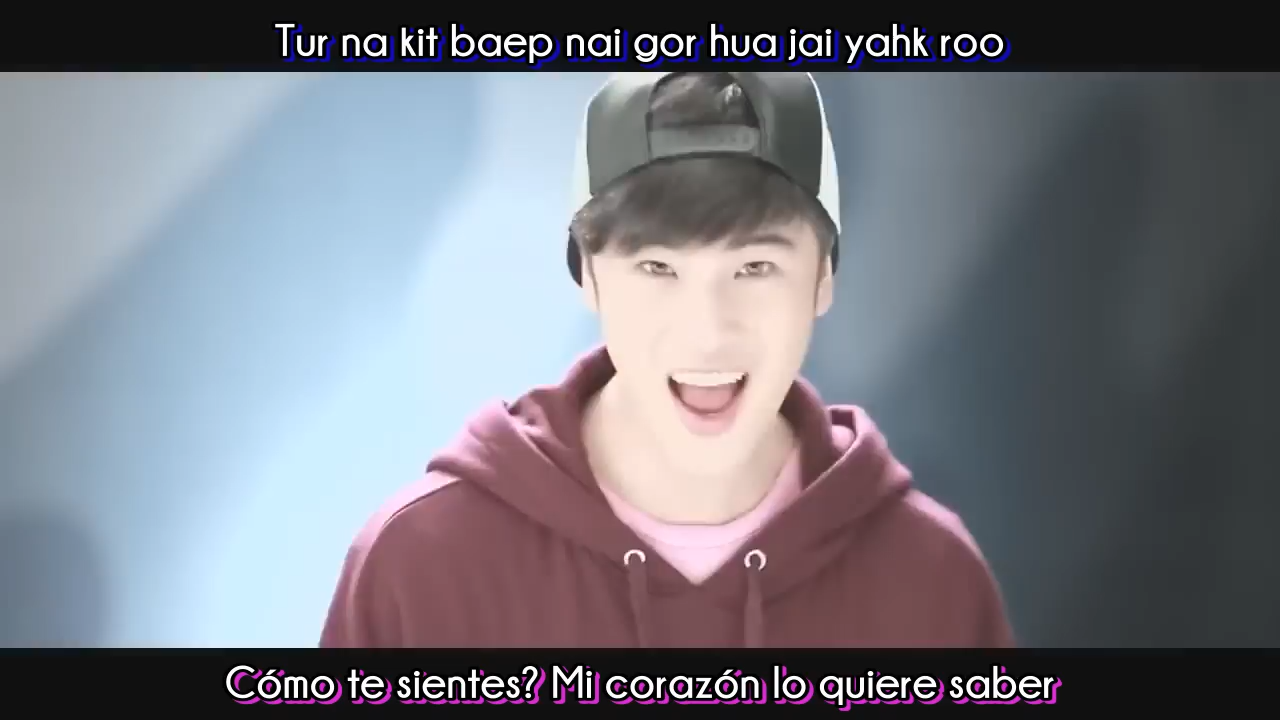 Tur na kit baep nai gor hua jai yahk roo
Cómo te sientes? Mi corazón lo quiere saber